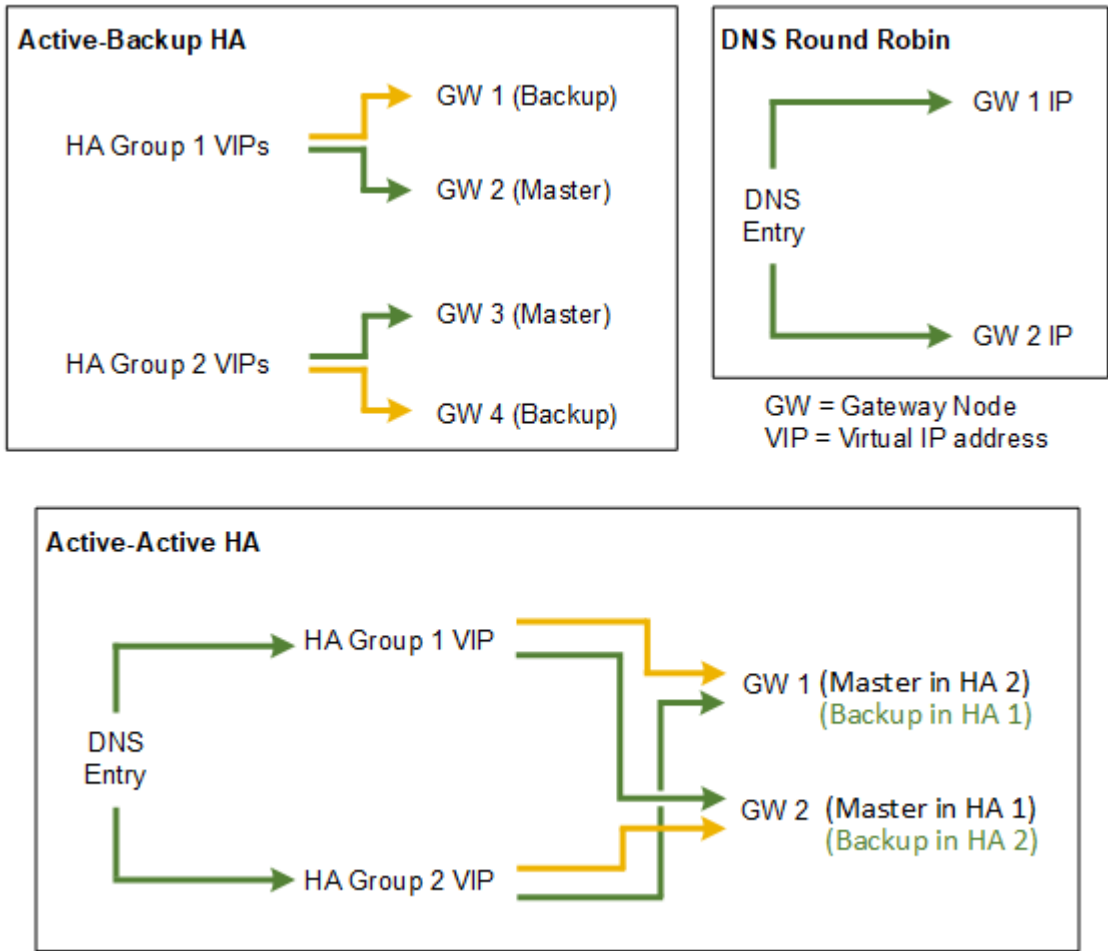 Active-Backup HA
GW 1 (Backup)
HA Group 1 VIPs
GW 2 (Master)
GW 3 (Master)
HA Group 2 VIPs
GW 4 (Backup)
DNS Round Robin
GW 1 IP
DNS
Entry
GW 2 IP
GW = Gateway Node
VIP = Virtual IP address
Active-Active HA
HA Group 1 VIP
GW 1 (Master in HA 2)
(Backup in HA 1)
DNS
Entry
GW 2 (Master in HA 1)
(Backup in HA 2)
HA Group 2 VIP